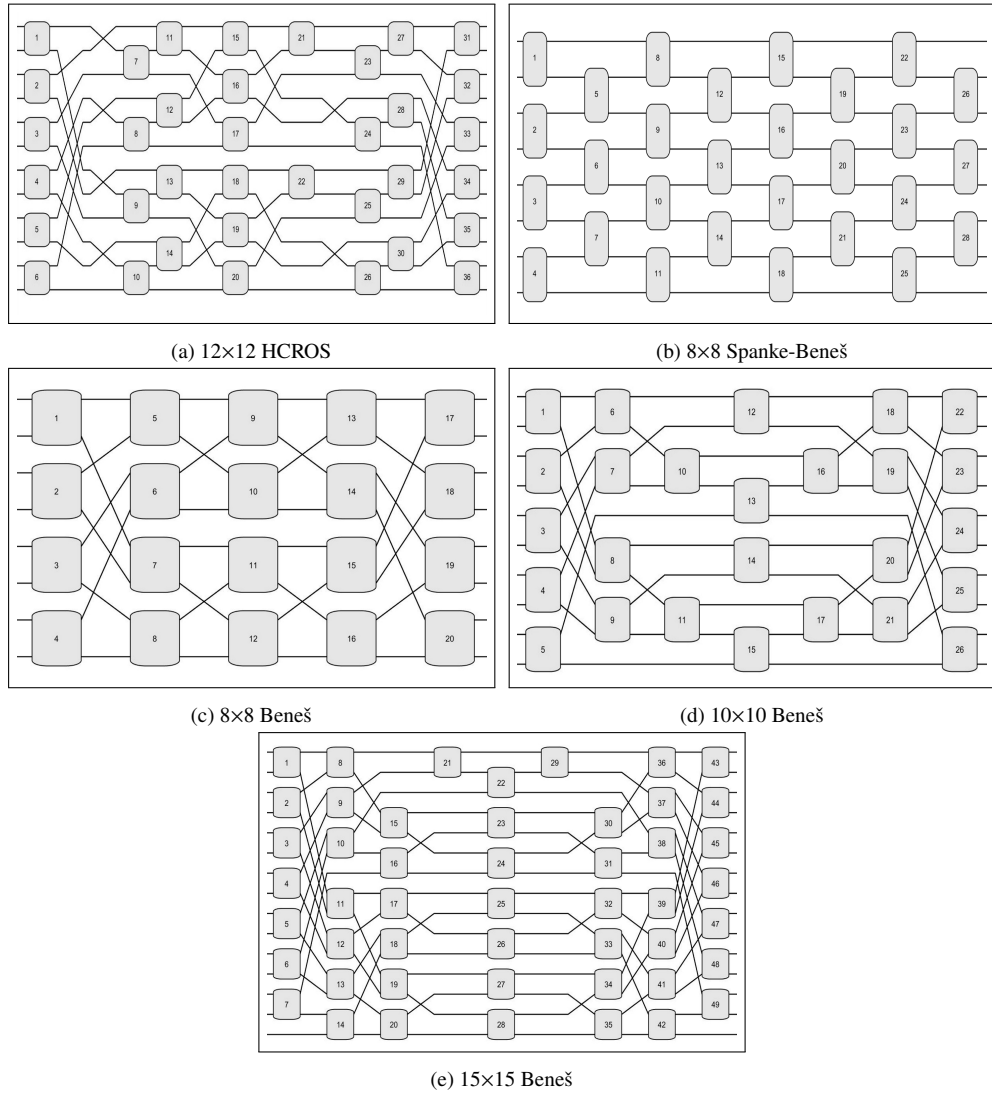 1 11 15 21 27 31
7 23
2 16 32
12 28
3 8 17 24 33
4 13 18 22 29 34
9 25
5 19 35
14 30
6 10 20 26 36
(a) 12×12 HCROS
1 8 15 22
5 12 19 26
2 9 16 23
6 13 20 27
3 10 17 24
7 14 21 28
4 11 18 25
(b) 8×8 Spanke-Beneš
1 5 9 13 17
2 6 10 14 18
3 7 11 15 19
4 8 12 16 20
(c) 8×8 Beneš
1 6 12 18 22
2 7 10 16 19 23
13
3 24
8 14 20
4 25
9 11 17 21
5 15 26
(d) 10×10 Beneš
1 8 21 29 36 43
22
2 9 37 44
15 23 30
3 10 38 45
16 24 31
4 46
11 17 25 32 39
5 47
12 18 26 33 40
6 48
13 19 27 34 41
7 49
14 20 28 35 42
(e) 15×15 Beneš